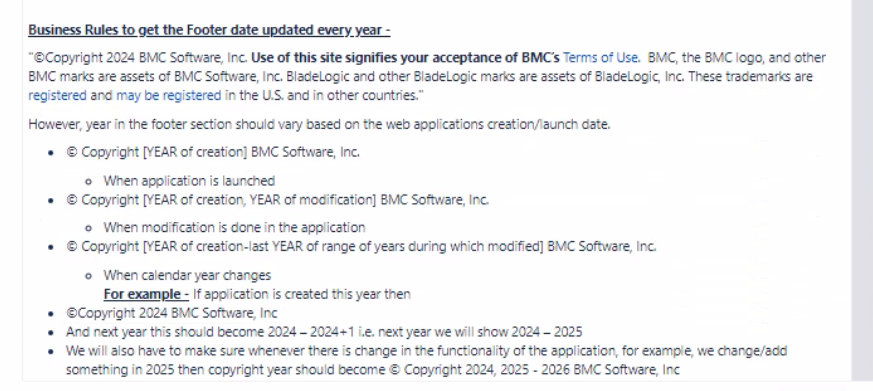 Business Rules to get the Footer date updated every year -
"©Copyright 2024 BMC Software, Inc. Use of this site signifies your acceptance of BMC's Terms of Use.  BMC, the BMC logo, and other
BMC marks are assets of BMC Software, Inc. BladeLogic and other BladeLogic marks are assets of BladeLogic, Inc. These trademarks are
registered and may be registered in the U.S. and in other countries."
However, year in the footer section should vary based on the web applications creation/launch date.
• © Copyright [YEAR of creation] BMC Software, Inc.
o When application is launched
• © Copyright [YEAR of creation, YEAR of modification] BMC Software, Inc.
o When modification is done in the application
• © Copyright [YEAR of creation-last YEAR of range of years during which modified] BMC Software, Inc.
o When calendar year changes
For example - If application is created this year then
• ©Copyright 2024 BMC Software, Inc
• And next year this should become 2024 – 2024+1 i.e. next year we will show 2024 – 2025
• We will also have to make sure whenever there is change in the functionality of the application, for example, we change/add
something in 2025 then copyright year should become © Copyright 2024, 2025 - 2026 BMC Software, Inc